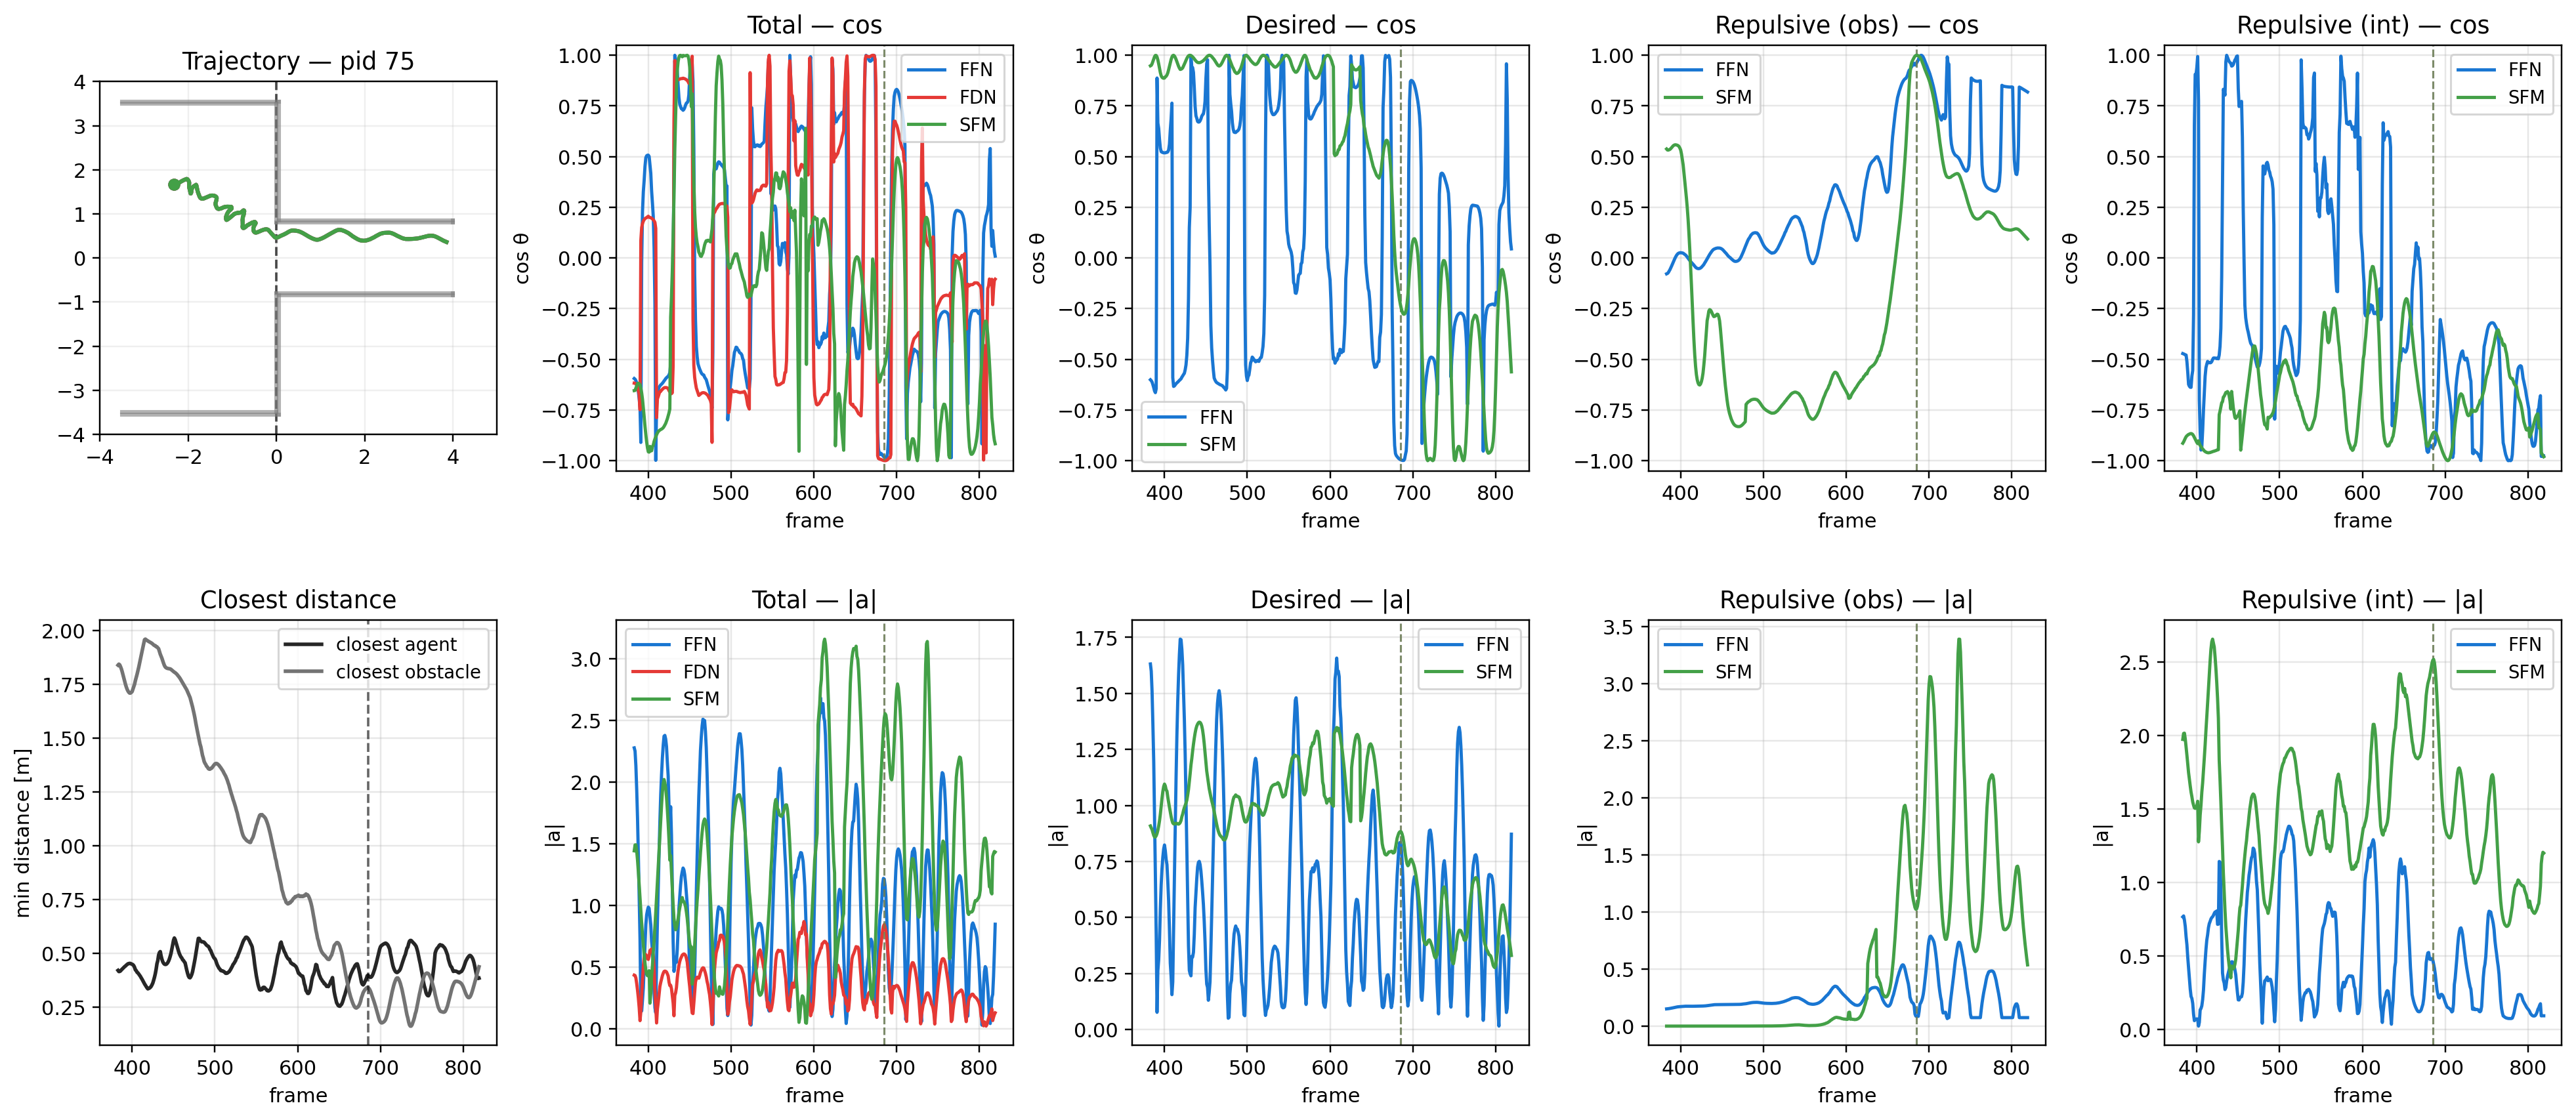 Trajectory — pid 75
4
3
2
1
0
−1
−2
−3
−4
−4
−2
0
2
4
Total — cos
cos θ
1.00
0.75
0.50
0.25
0.00
−0.25
−0.50
−0.75
−1.00
FFN
FDN
SFM
400
500
600
700
800
frame
Desired — cos
cos θ
1.00
0.75
0.50
0.25
0.00
−0.25
−0.50
−0.75
−1.00
FFN
SFM
400
500
600
700
800
frame
Repulsive (obs) — cos
cos θ
1.00
0.75
0.50
0.25
0.00
−0.25
−0.50
−0.75
−1.00
FFN
SFM
400
500
600
700
800
frame
Repulsive (int) — cos
cos θ
1.00
0.75
0.50
0.25
0.00
−0.25
−0.50
−0.75
−1.00
FFN
SFM
400
500
600
700
800
frame
Closest distance
min distance [m]
2.00
1.75
1.50
1.25
1.00
0.75
0.50
0.25
closest agent
closest obstacle
400
500
600
700
800
frame
Total — |a|
|a|
3.0
2.5
2.0
1.5
1.0
0.5
0.0
FFN
FDN
SFM
400
500
600
700
800
frame
Desired — |a|
|a|
1.75
1.50
1.25
1.00
0.75
0.50
0.25
0.00
FFN
SFM
400
500
600
700
800
frame
Repulsive (obs) — |a|
|a|
3.5
3.0
2.5
2.0
1.5
1.0
0.5
0.0
FFN
SFM
400
500
600
700
800
frame
Repulsive (int) — |a|
|a|
2.5
2.0
1.5
1.0
0.5
0.0
FFN
SFM
400
500
600
700
800
frame